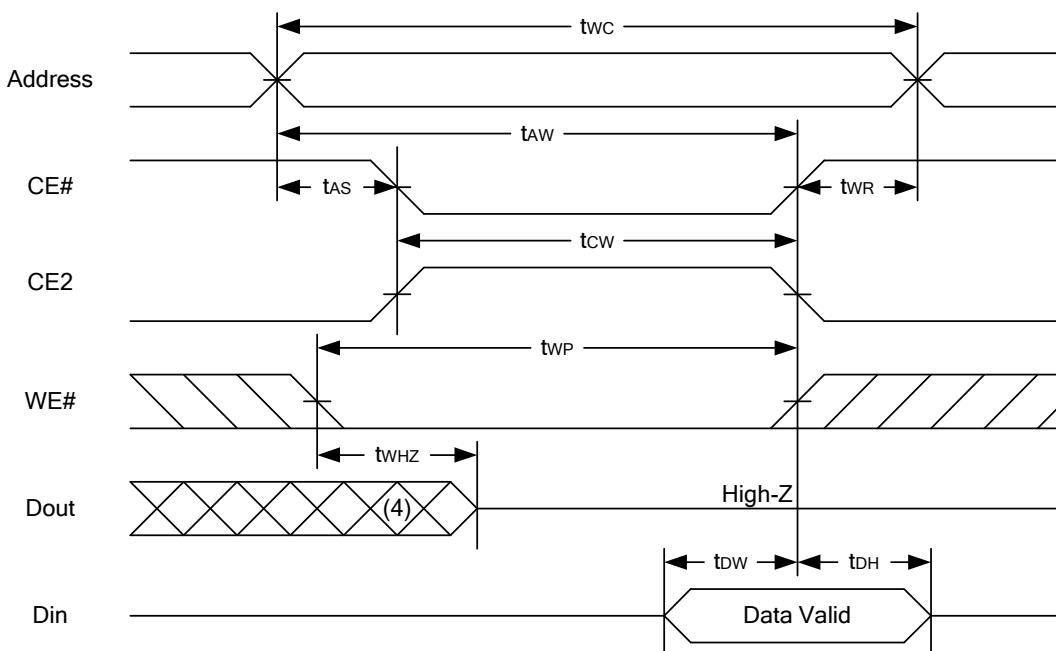 tWC
Address
tAW
CE#
tAS
tWR
tCW
CE2
tWP
WE#
tWHZ
High-Z
Dout
(4)
tDW
tDH
Din
Data Valid